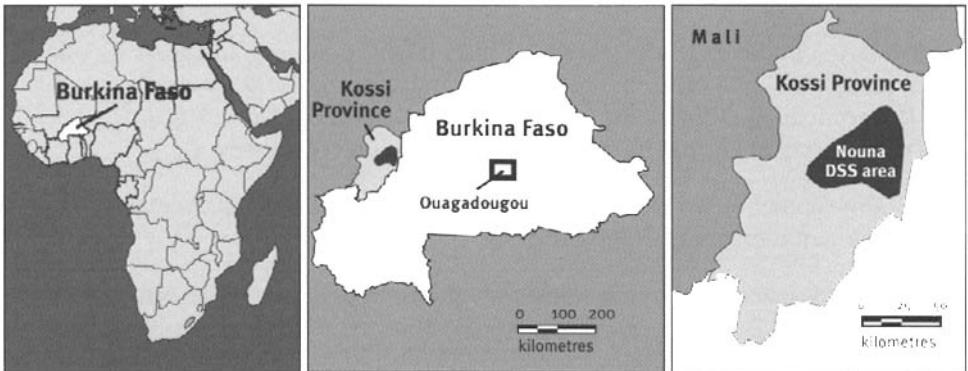 Burkina Faso
Kossi
Province
Burkina Faso
Ouagadougou
0 100 200
kilometres
Mali
Kossi Province
Nouna
DSS area
kilometres